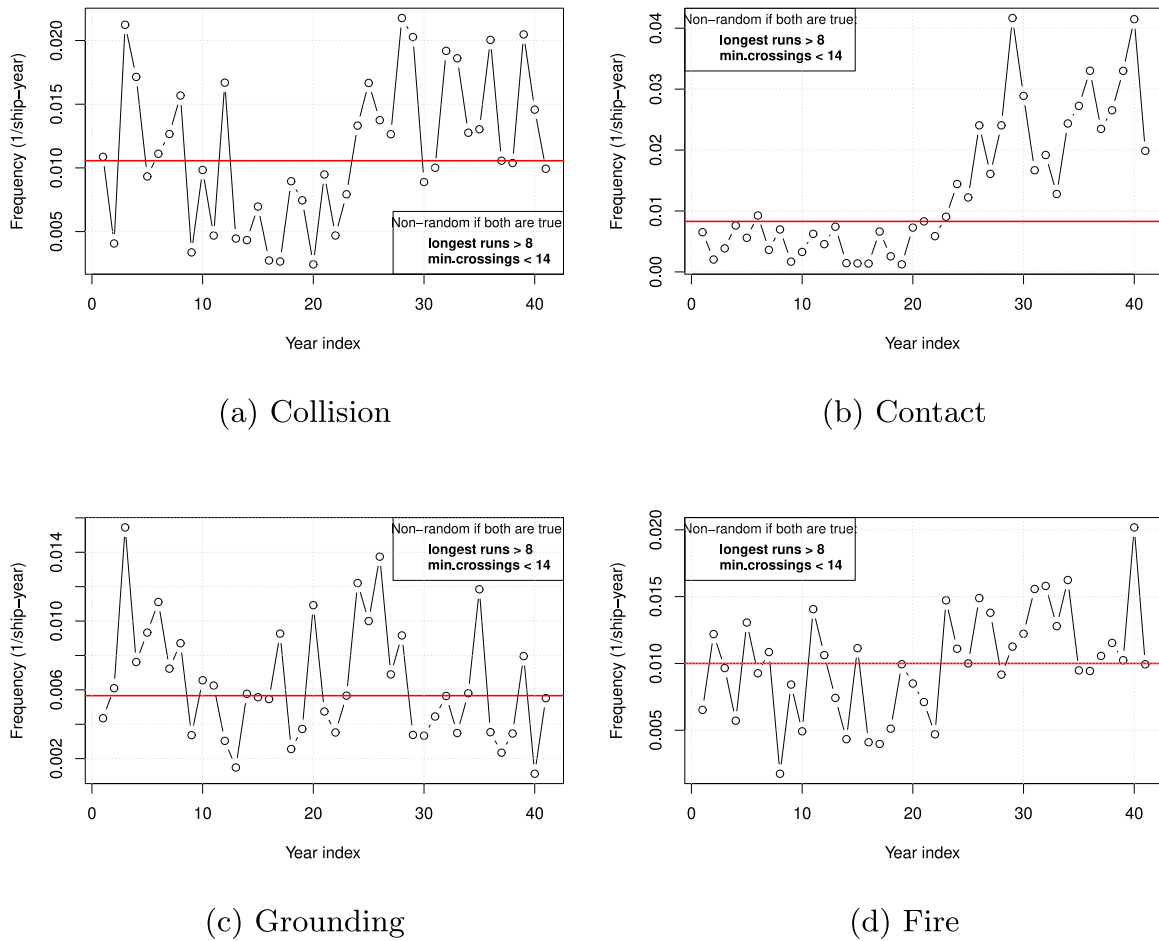 Frequency (1/ship−year)
0.005 0.010 0.015 0.020
Non−random if both are true:
longest runs > 8
min.crossings < 14
0 10 20 30 40
Year index
(a) Collision
Frequency (1/ship−year)
0.00 0.01 0.02 0.03 0.04
Non−random if both are true:
longest runs > 8
min.crossings < 14
0 10 20 30 40
Year index
(b) Contact
Frequency (1/ship−year)
0.002 0.006 0.010 0.014
Non−random if both are true:
longest runs > 8
min.crossings < 14
0 10 20 30 40
Year index
(c) Grounding
Frequency (1/ship−year)
0.005 0.010 0.015 0.020
Non−random if both are true:
longest runs > 8
min.crossings < 14
0 10 20 30 40
Year index
(d) Fire